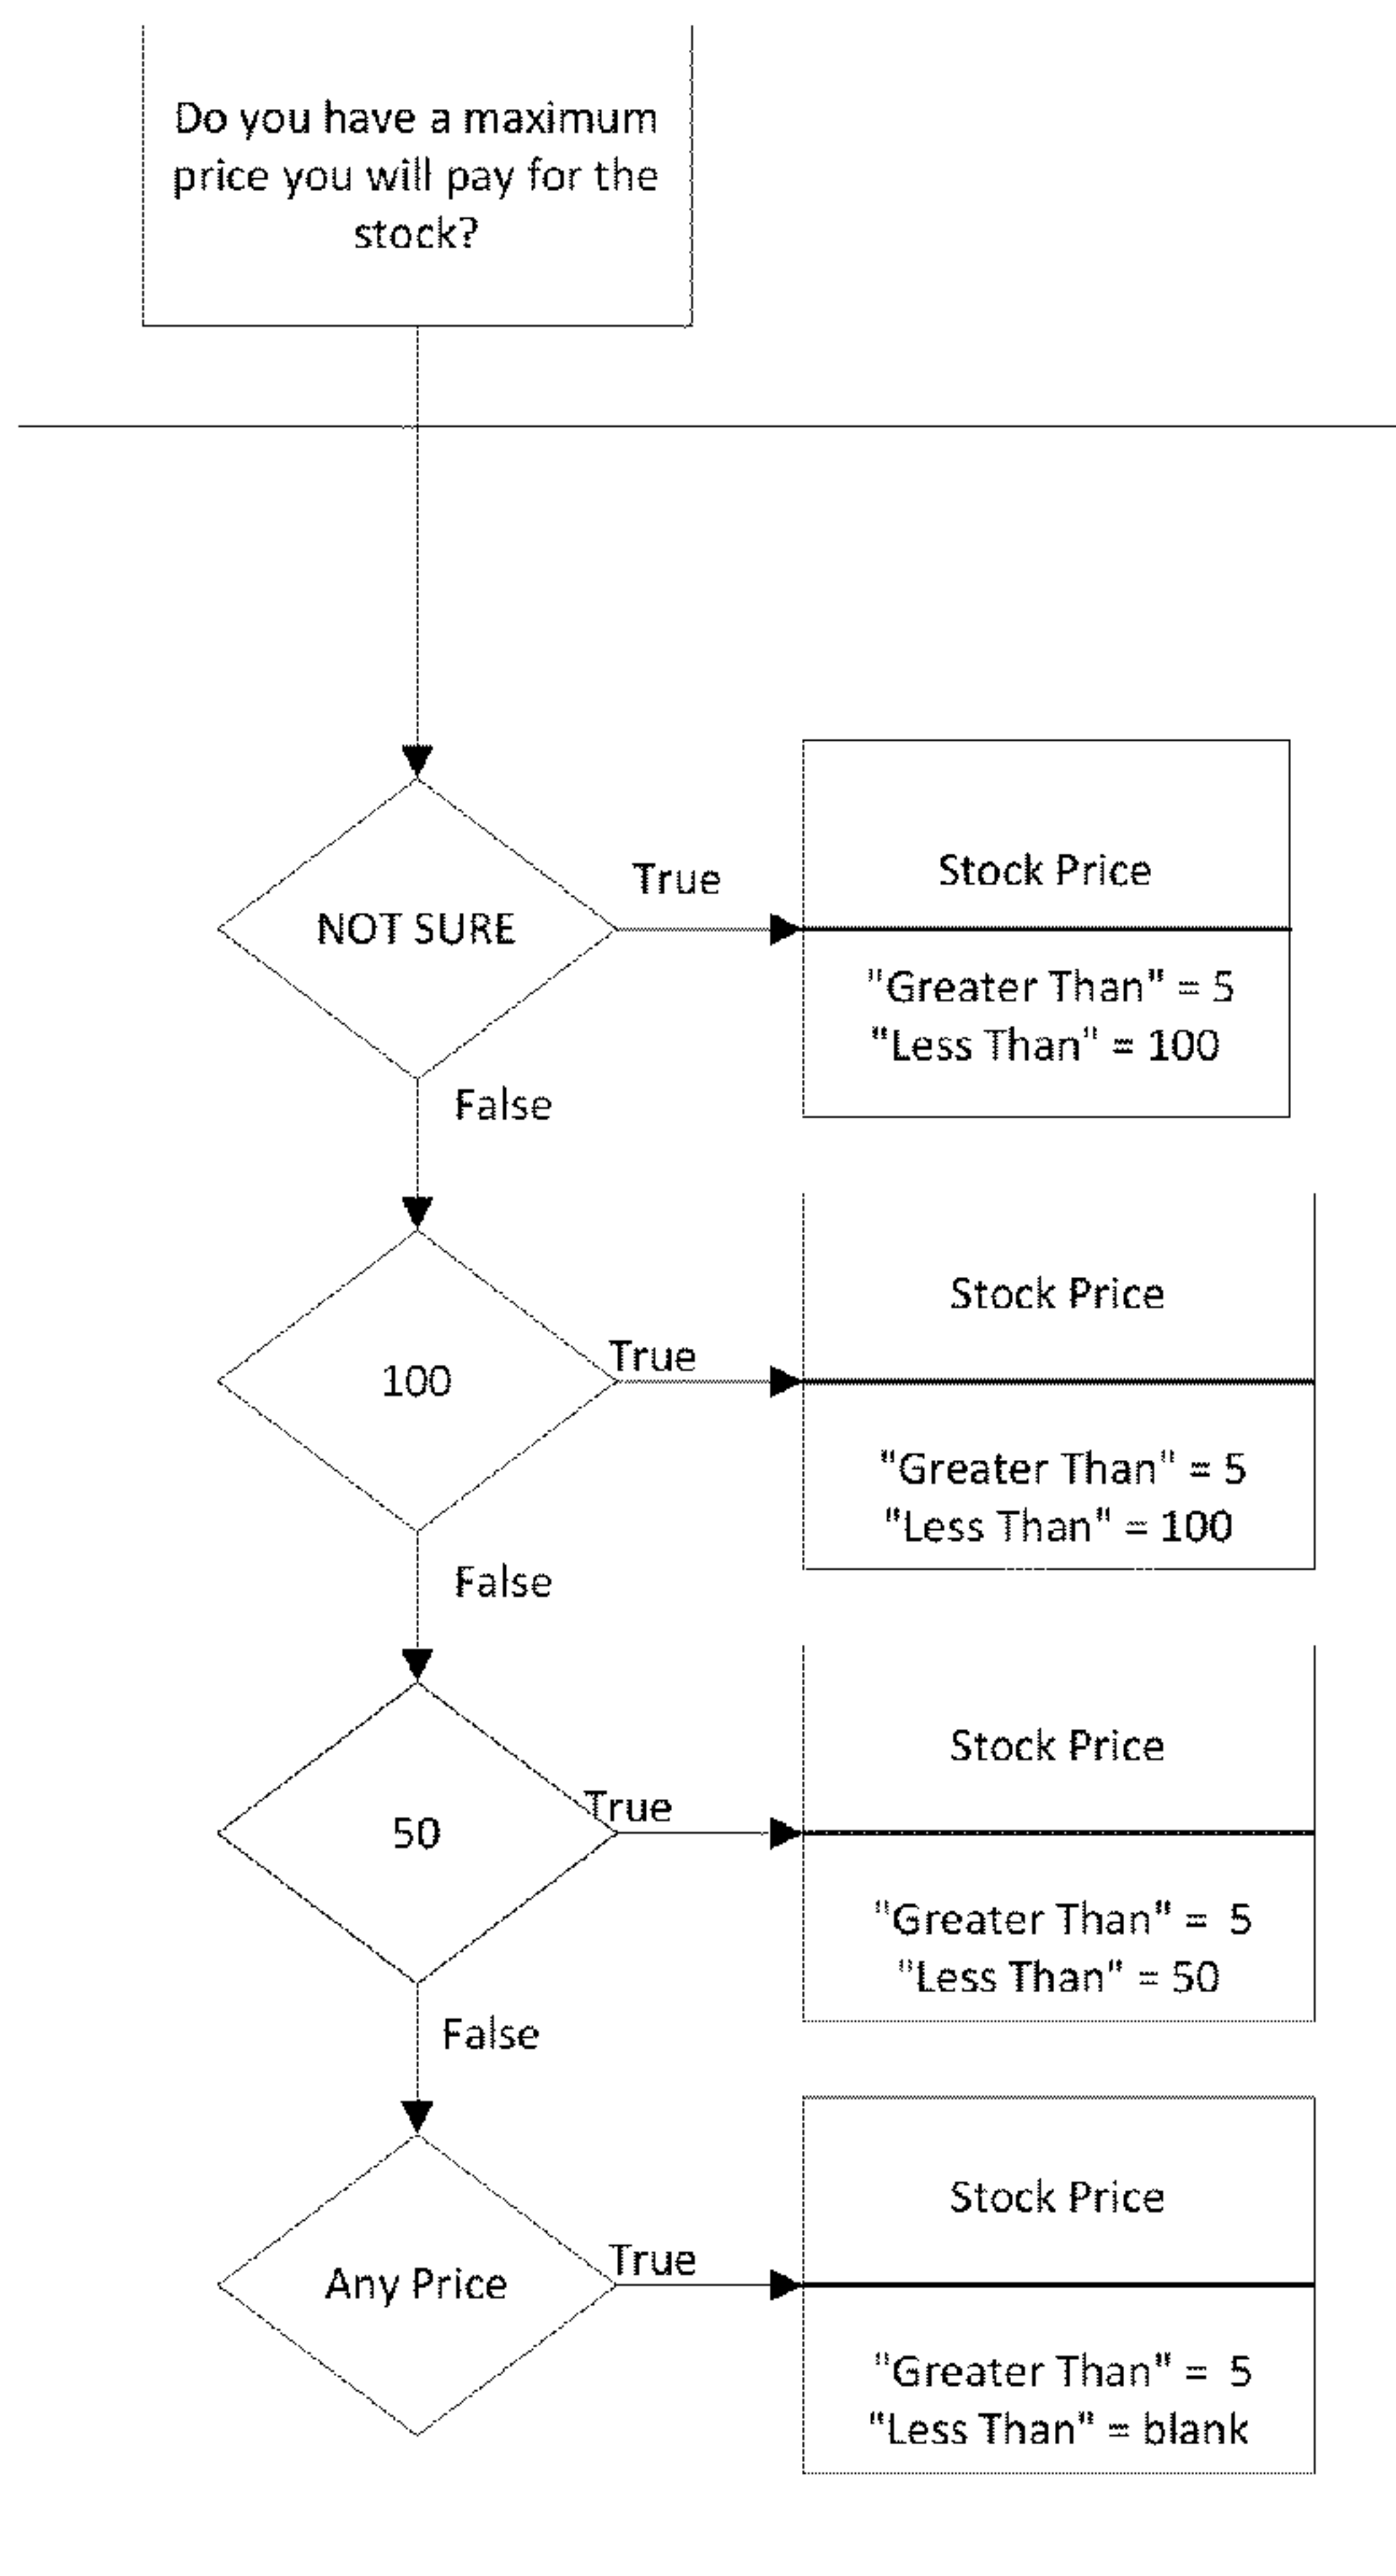 Do you have a maximum
price you will pay for the
stock?
NOT SURE
True
Stock Price
"Greater Than" = 5
"Less Than" = 100
False
100
True
Stock Price
"Greater Than" = 5
"Less Than" = 100
False
50
True
Stock Price
"Greater Than" = 5
"Less Than" = 50
False
Any Price
True
Stock Price
"Greater Than" = 5
"Less Than" = blank